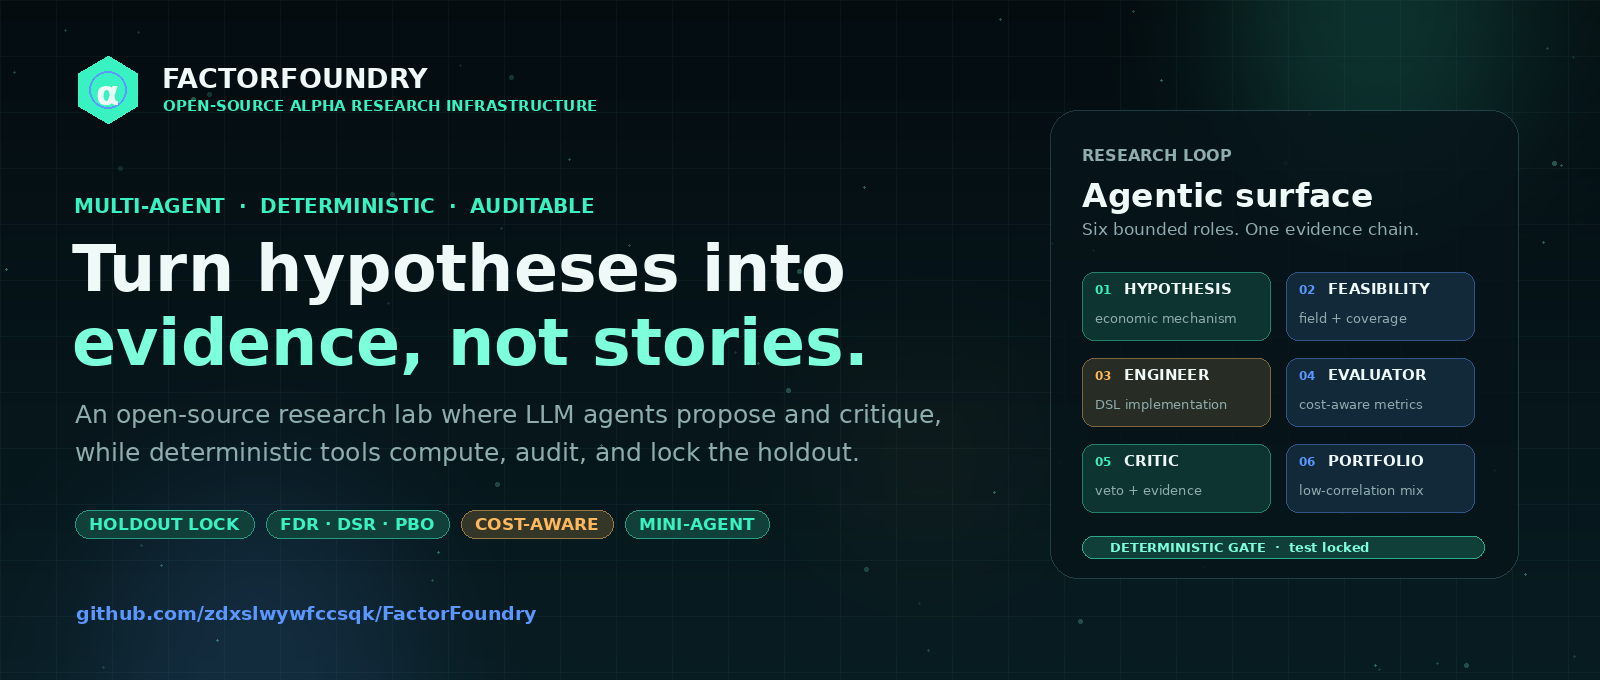 α
FACTORFOUNDRY
OPEN-SOURCE ALPHA RESEARCH INFRASTRUCTURE
MULTI-AGENT · DETERMINISTIC · AUDITABLE
Turn hypotheses into
evidence, not stories.
An open-source research lab where LLM agents propose and critique,
while deterministic tools compute, audit, and lock the holdout.
HOLDOUT LOCK
FDR · DSR · PBO
COST-AWARE
MINI-AGENT
github.com/zdxslwywfccsqk/FactorFoundry
RESEARCH LOOP
Agentic surface
Six bounded roles. One evidence chain.
01 HYPOTHESIS
economic mechanism
02 FEASIBILITY
field + coverage
03 ENGINEER
DSL implementation
04 EVALUATOR
cost-aware metrics
05 CRITIC
veto + evidence
06 PORTFOLIO
low-correlation mix
DETERMINISTIC GATE · test locked